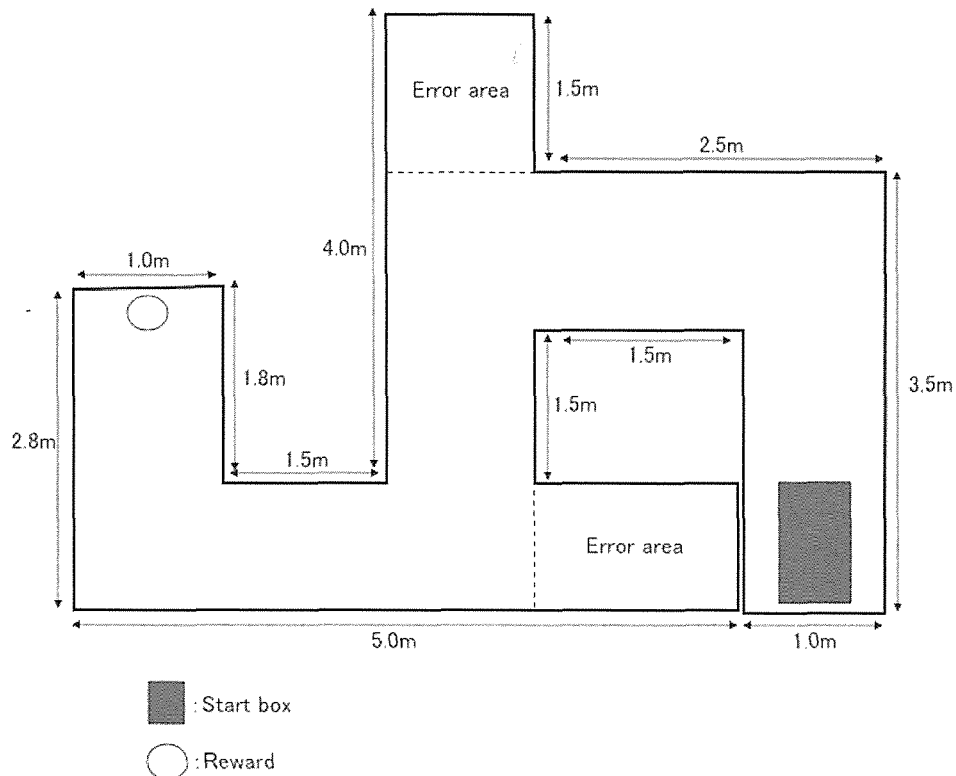 Error area
1.5m
2.5m
4.0m
1.0m
1.8m
1.5m
1.5m
3.5m
2.8m
1.5m
Error area
5.0m
1.0m
: Start box
: Reward